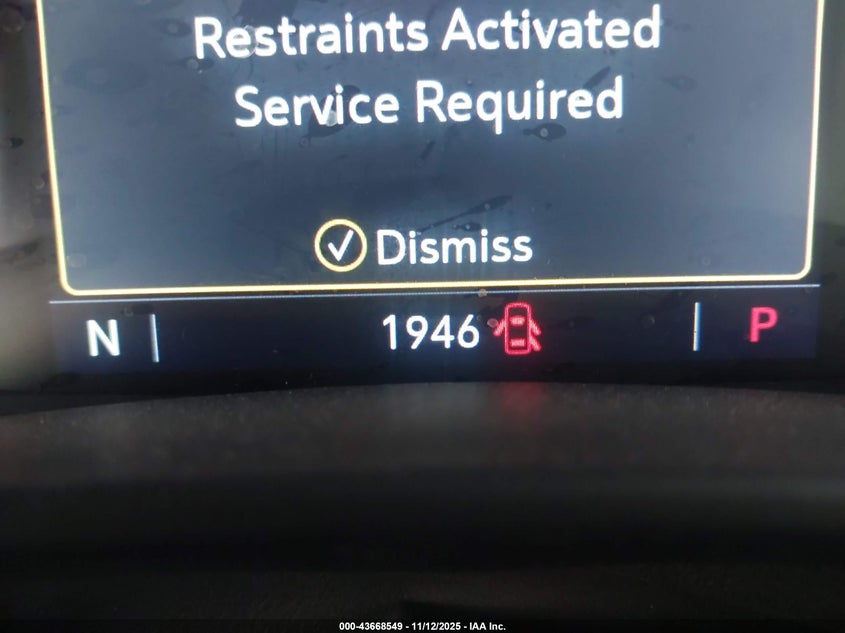 Restraints Activated
Service Required
Dismiss
N 1946 P
000-43668549 - 11/12/2025 - IAA Inc.